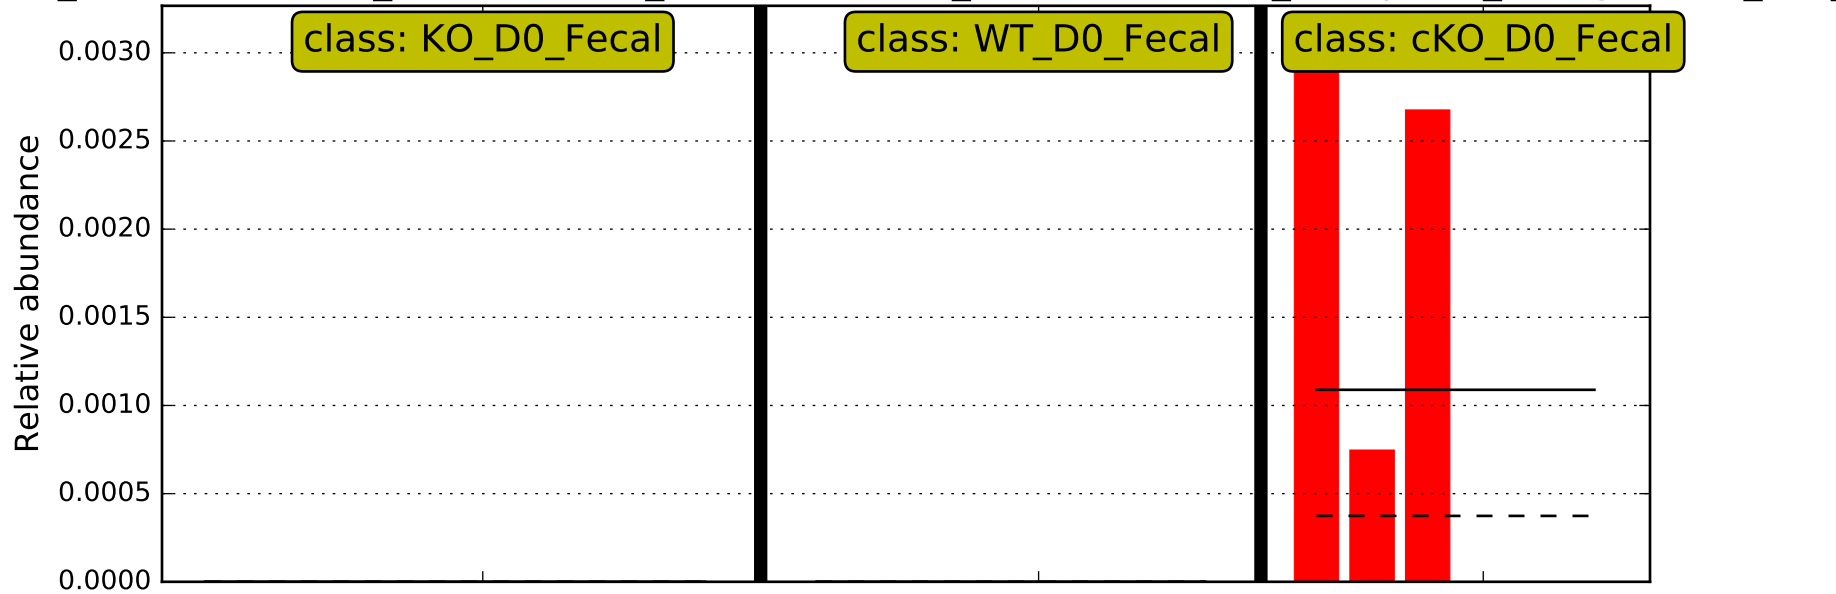 class: KO_D0_Fecal
class: WT_D0_Fecal
class: cKO_D0_Fecal
0.0030
0.0025
0.0020
0.0015
0.0010
0.0005
0.0000
Relative abundance